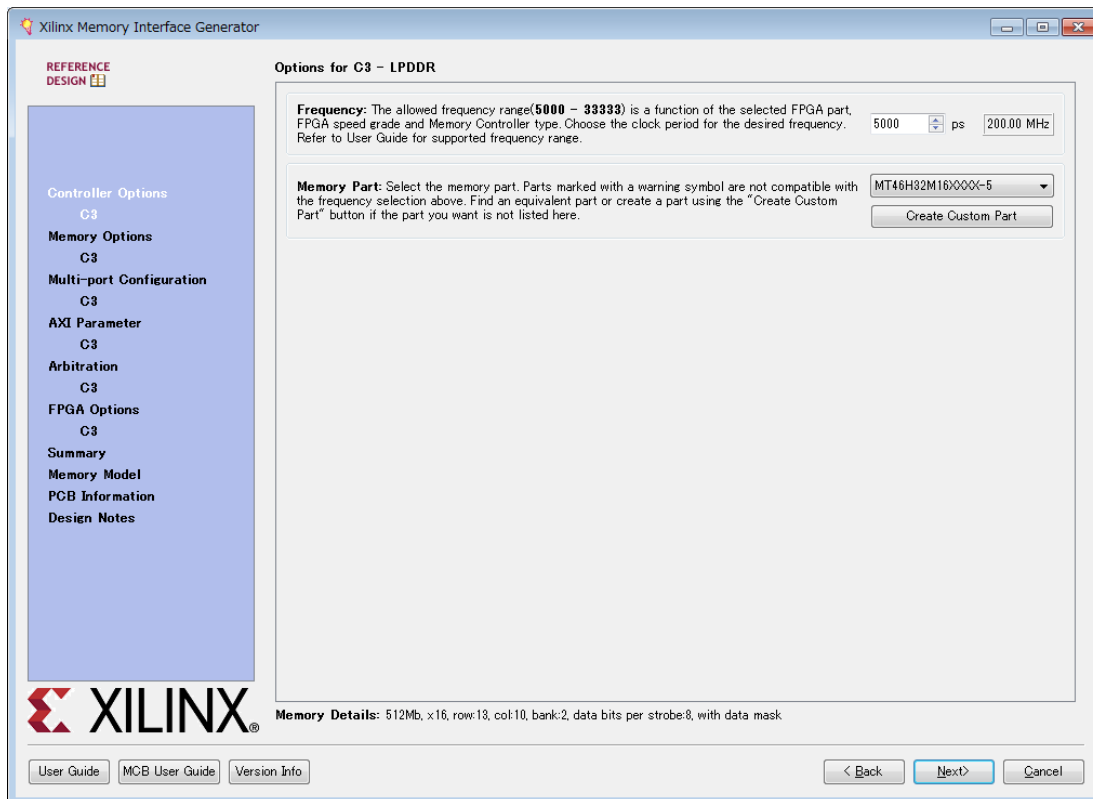 Xilinx Memory Interface Generator
REFERENCE
DESIGN
Controller Options
C3
Memory Options
C3
Multi-port Configuration
C3
AXI Parameter
C3
Arbitration
C3
FPGA Options
C3
Summary
Memory Model
PCB Information
Design Notes
XILINX®
Options for C3 - LPDDR
Frequency: The allowed frequency range(5000 - 33333) is a function of the selected FPGA part,
FPGA speed grade and Memory Controller type. Choose the clock period for the desired frequency.
Refer to User Guide for supported frequency range.
5000 ps 200.00 MHz
Memory Part: Select the memory part. Parts marked with a warning symbol are not compatible with
the frequency selection above. Find an equivalent part or create a part using the "Create Custom
Part" button if the part you want is not listed here.
MT46H32M16XXXX-5
Create Custom Part
Memory Details: 512Mb, x16, row:13, col:10, bank:2, data bits per strobe:8, with data mask
User Guide MCB User Guide Version Info < Back Next> Cancel